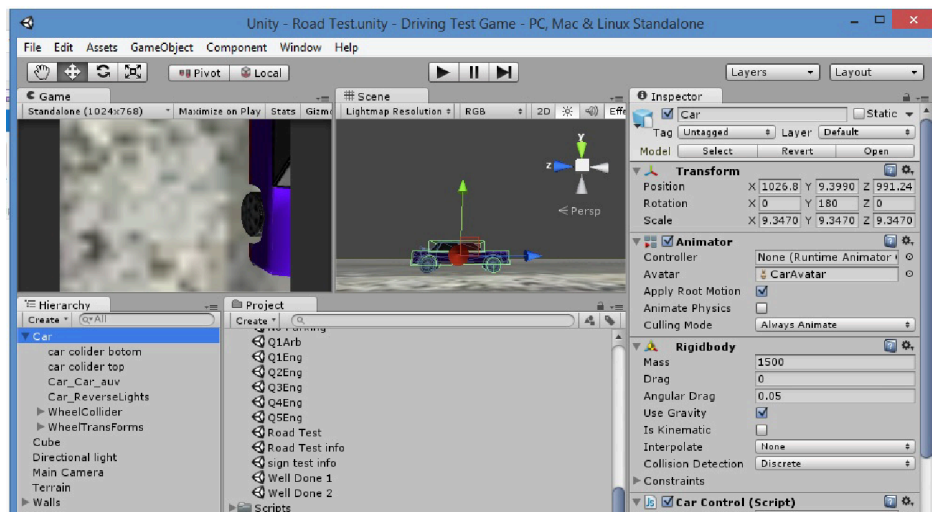 Unity - Road Test.unity - Driving Test Game - PC, Mac & Linux Standalone
File Edit Assets GameObject Component Window Help
Pivot Local Layers Layout
Game
Standalone (1024x768) Maximize on Play Stats Gizm
Scene
Lightmap Resolution RGB 2D Effe
y
z
Persp
Hierarchy
Create All
Car
car colider botom
car colider top
Car_Car_auv
Car_ReverseLights
WheelCollider
WheelTransForms
Cube
Directional light
Main Camera
Terrain
Walls
Project
Create
No Parking
Q1Arb
Q1Eng
Q2Eng
Q3Eng
Q4Eng
Q5Eng
Road Test
Road Test info
sign test info
Well Done 1
Well Done 2
Scripts
Inspector
Car Static
Tag Untagged Layer Default
Model Select Revert Open
Transform
Position X 1026.8 Y 9.3990 Z 991.24
Rotation X 0 Y 180 Z 0
Scale X 9.3470 Y 9.3470 Z 9.3470
Animator
Controller None (Runtime Animator
Avatar CarAvatar
Apply Root Motion
Animate Physics
Culling Mode Always Animate
Rigidbody
Mass 1500
Drag 0
Angular Drag 0.05
Use Gravity
Is Kinematic
Interpolate None
Collision Detection Discrete
Constraints
Js Car Control (Script)